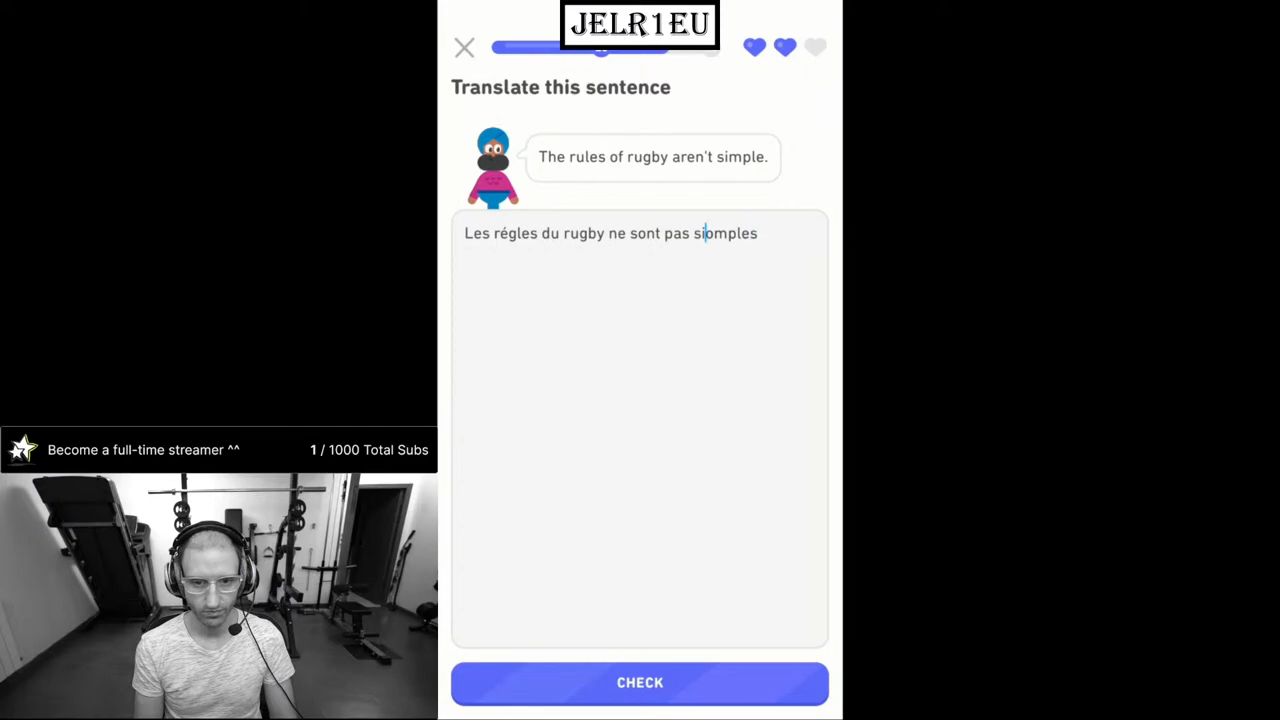 JELR1EU
Translate this sentence
The rules of rugby aren't simple.
Les régles du rugby ne sont pas siomples
Become a full-time streamer ^^ 1 / 1000 Total Subs
CHECK